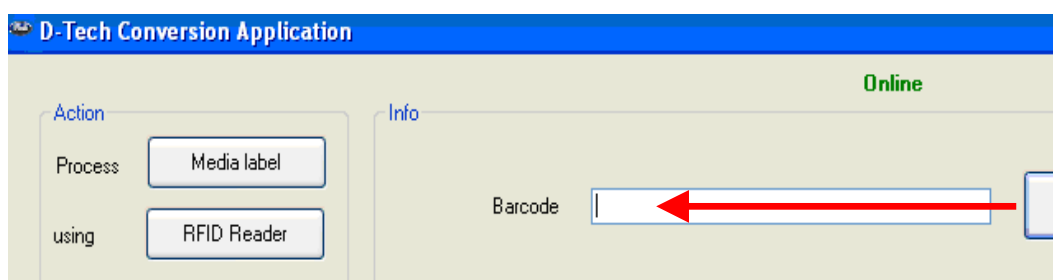 D-Tech Conversion Application
Online
Action
Info
Process
Media label
Barcode
using
RFID Reader